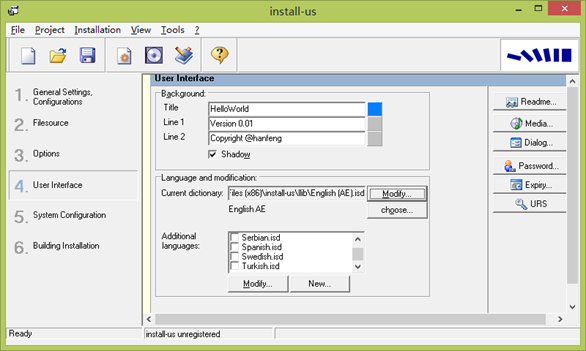 install-us
File Project Installation View Tools ?
1. General Settings,
Configurations
2. Filesource
3. Options
4. User Interface
5. System Configuration
6. Building Installation
User Interface
Background:
Title HelloWorld
Line 1 Version 0.01
Line 2 Copyright @hanfeng
Shadow
Language and modification:
Current dictionary: Files (x86)\install-us\lib\English (AE).isd Modify...
English AE choose...
Additional
languages:
Serbian.isd
Spanish.isd
Swedish.isd
Turkish.isd
Modify... New...
Readme...
Media...
Dialog...
Password...
Expiry...
URS
Ready install-us unregistered